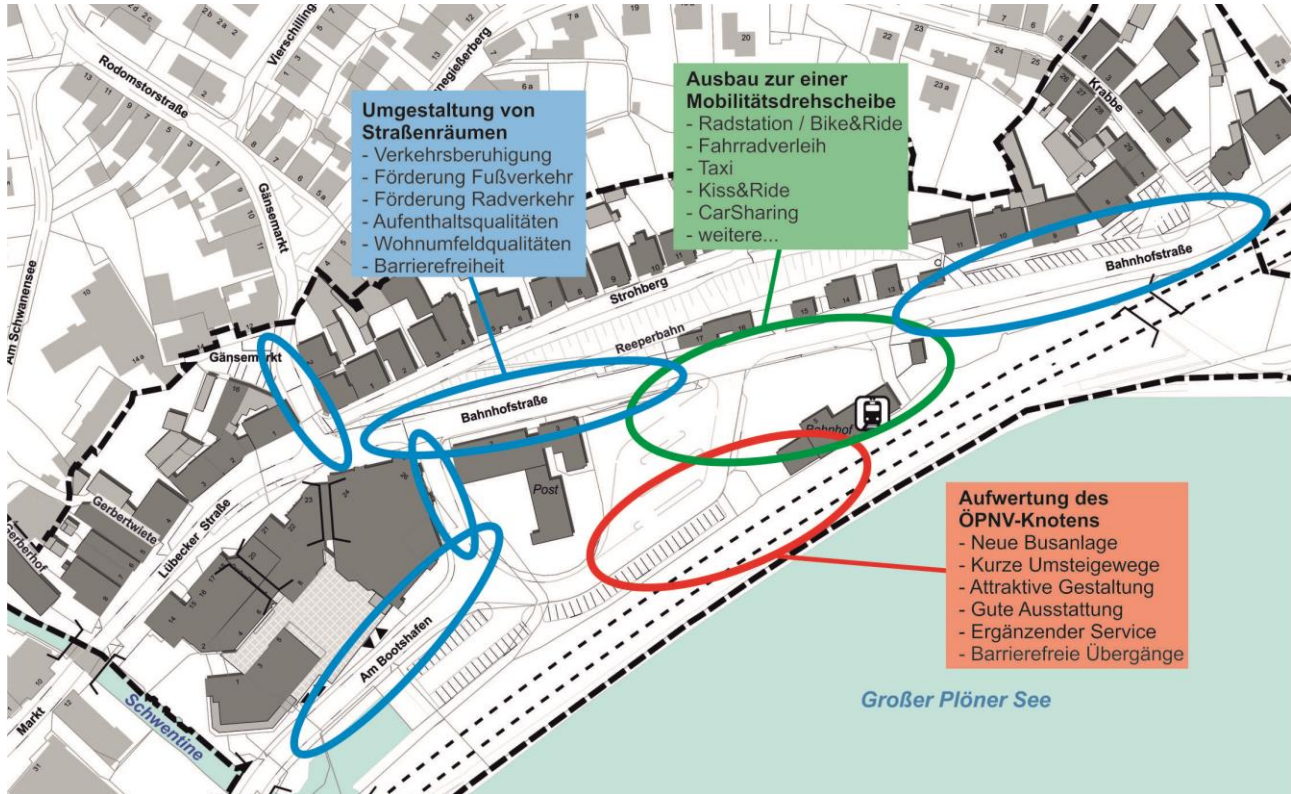 Umgestaltung von
Straßenräumen
- Verkehrsberuhigung
- Förderung Fußverkehr
- Förderung Radverkehr
- Aufenthaltsqualitäten
- Wohnumfeldqualitäten
- Barrierefreiheit
Ausbau zur einer
Mobilitätsdrehscheibe
- Radstation / Bike&Ride
- Fahrradverleih
- Taxi
- Kiss&Ride
- CarSharing
- weitere...
Aufwertung des
ÖPNV-Knotens
- Neue Busanlage
- Kurze Umsteigewege
- Attraktive Gestaltung
- Gute Ausstattung
- Ergänzender Service
- Barrierefreie Übergänge
Rodomstorstraße
Vierschilling
negießerberg
Krabbe
Gänsemarkt
Am Schwanensee
Gänsemarkt
Strohberg
Reeperbahn
Bahnhofstraße
Bahnhofstraße
Bahnhof
Post
Gerbertwiete
Gerberhof
Lübecker Straße
Am Bootshafen
Markt
Schwentine
Großer Plöner See